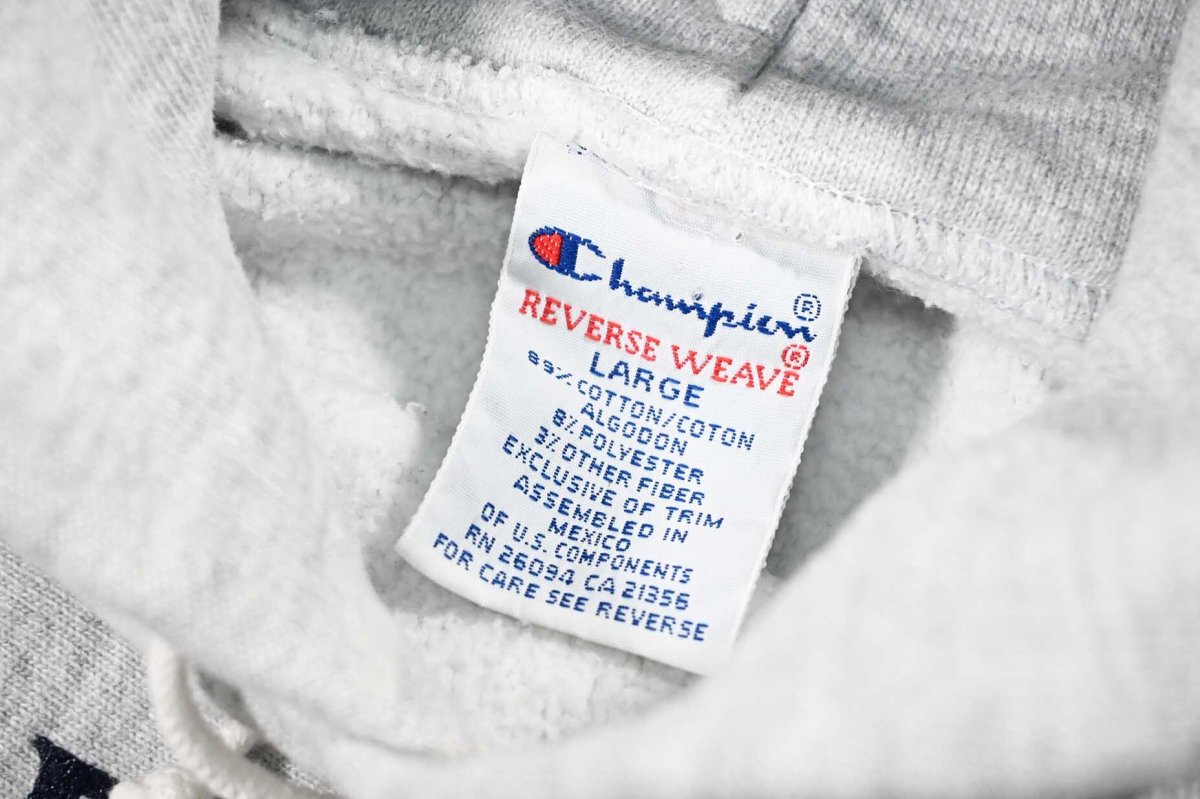 Champion®
REVERSE WEAVE®
LARGE
89% COTTON/COTON
ALGODON
8% POLYESTER
3% OTHER FIBER
EXCLUSIVE OF TRIM
ASSEMBLED IN
MEXICO
OF U.S. COMPONENTS
RN 26094 CA 21356
FOR CARE SEE REVERSE